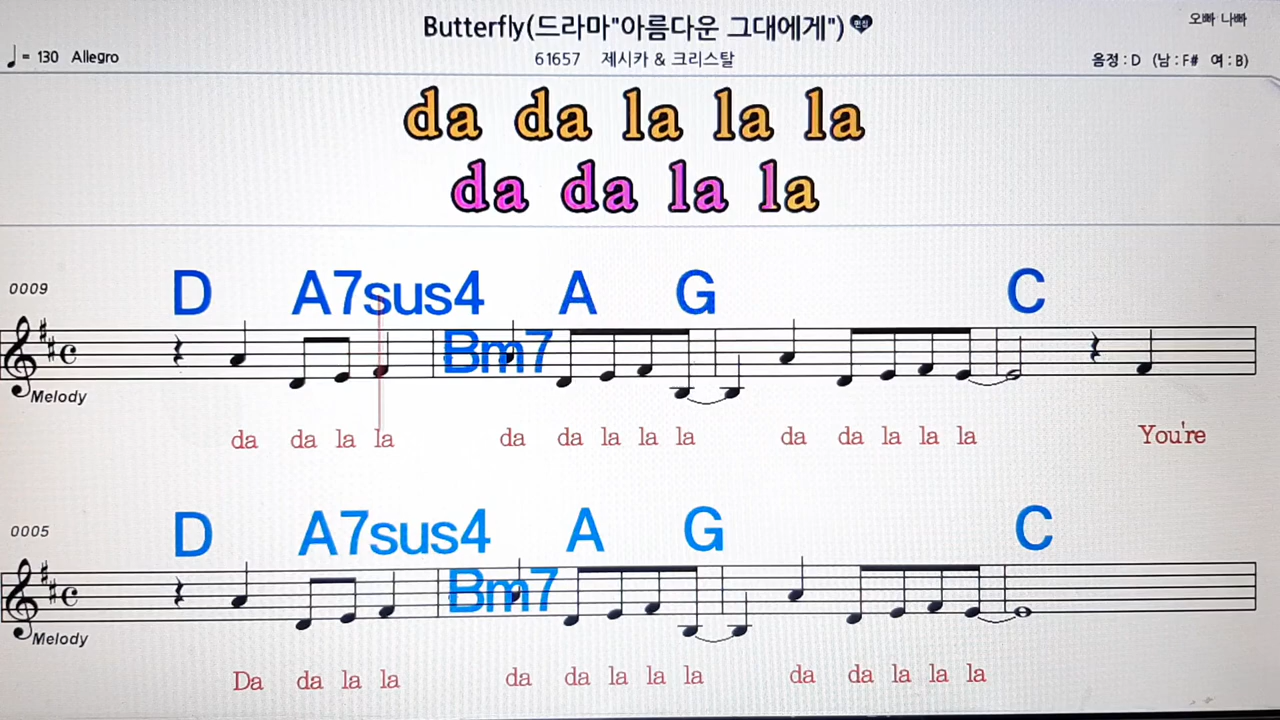 Butterfly(드라마"아름다운 그대에게")
오빠 나빠
♩= 130 Allegro
61657 제시카 & 크리스탈
음정 : D (남 : F# 여 : B)
da da la la la
da da la la
D A7sus4 A G C
0009
Bm7
Melody
da da la la da da la la la da da la la la You're
D A7sus4 A G C
0005
Bm7
Melody
Da da la la da da la la la da da la la la